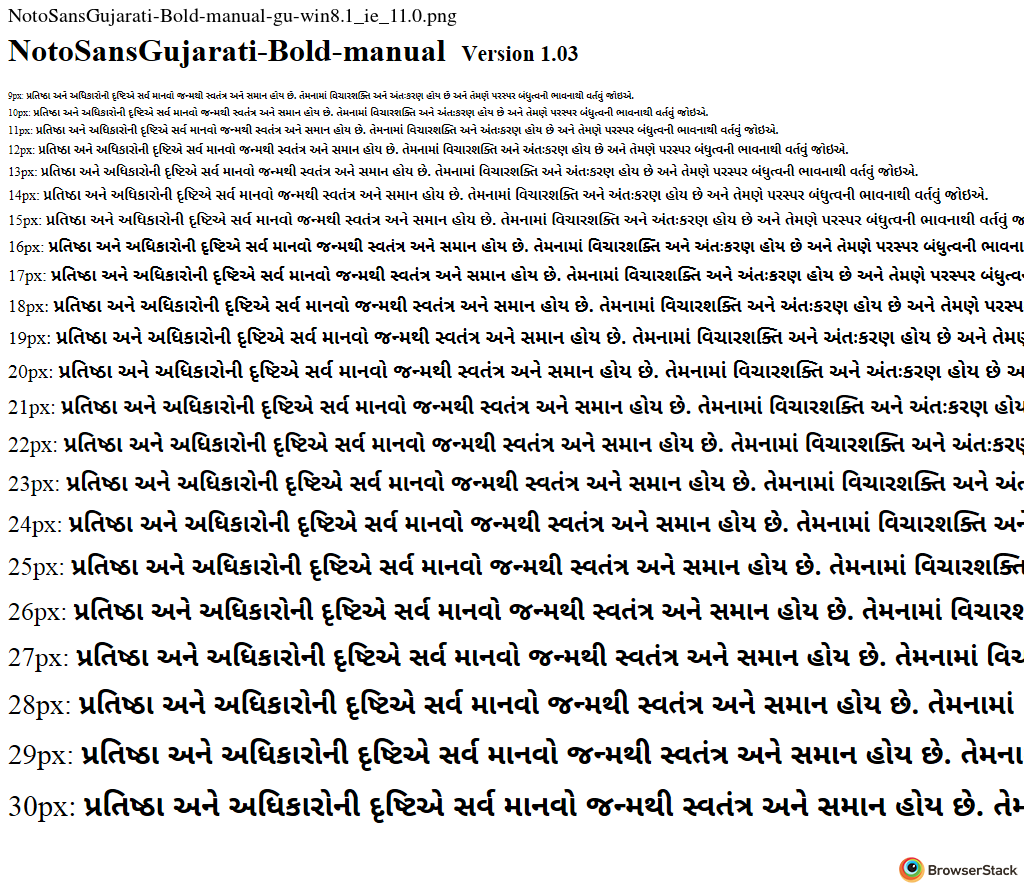 NotoSansGujarati-Bold-manual-gu-win8.1_ie_11.0.png
NotoSansGujarati-Bold-manual Version 1.03
9px: પ્રતિષ્ઠા અને અધિકારોની દૃષ્ટિએ સર્વ માનવો જન્મથી સ્વતંત્ર અને સમાન હોય છે. તેમનામાં વિચારશક્તિ અને અંતઃકરણ હોય છે અને તેમણે પરસ્પર બંધુત્વની ભાવનાથી વર્તવું જોઇએ.
10px: પ્રતિષ્ઠા અને અધિકારોની દૃષ્ટિએ સર્વ માનવો જન્મથી સ્વતંત્ર અને સમાન હોય છે. તેમનામાં વિચારશક્તિ અને અંતઃકરણ હોય છે અને તેમણે પરસ્પર બંધુત્વની ભાવનાથી વર્તવું જોઇએ.
11px: પ્રતિષ્ઠા અને અધિકારોની દૃષ્ટિએ સર્વ માનવો જન્મથી સ્વતંત્ર અને સમાન હોય છે. તેમનામાં વિચારશક્તિ અને અંતઃકરણ હોય છે અને તેમણે પરસ્પર બંધુત્વની ભાવનાથી વર્તવું જોઇએ.
12px: પ્રતિષ્ઠા અને અધિકારોની દૃષ્ટિએ સર્વ માનવો જન્મથી સ્વતંત્ર અને સમાન હોય છે. તેમનામાં વિચારશક્તિ અને અંતઃકરણ હોય છે અને તેમણે પરસ્પર બંધુત્વની ભાવનાથી વર્તવું જોઇએ.
13px: પ્રતિષ્ઠા અને અધિકારોની દૃષ્ટિએ સર્વ માનવો જન્મથી સ્વતંત્ર અને સમાન હોય છે. તેમનામાં વિચારશક્તિ અને અંતઃકરણ હોય છે અને તેમણે પરસ્પર બંધુત્વની ભાવનાથી વર્તવું જોઇએ.
14px: પ્રતિષ્ઠા અને અધિકારોની દૃષ્ટિએ સર્વ માનવો જન્મથી સ્વતંત્ર અને સમાન હોય છે. તેમનામાં વિચારશક્તિ અને અંતઃકરણ હોય છે અને તેમણે પરસ્પર બંધુત્વની ભાવનાથી વર્તવું જોઇએ.
15px: પ્રતિષ્ઠા અને અધિકારોની દૃષ્ટિએ સર્વ માનવો જન્મથી સ્વતંત્ર અને સમાન હોય છે. તેમનામાં વિચારશક્તિ અને અંતઃકરણ હોય છે અને તેમણે પરસ્પર બંધુત્વની ભાવનાથી વર્તવું
16px: પ્રતિષ્ઠા અને અધિકારોની દૃષ્ટિએ સર્વ માનવો જન્મથી સ્વતંત્ર અને સમાન હોય છે. તેમનામાં વિચારશક્તિ અને અંતઃકરણ હોય છે અને તેમણે પરસ્પર બંધુત્વની ભાવના
17px: પ્રતિષ્ઠા અને અધિકારોની દૃષ્ટિએ સર્વ માનવો જન્મથી સ્વતંત્ર અને સમાન હોય છે. તેમનામાં વિચારશક્તિ અને અંતઃકરણ હોય છે અને તેમણે પરસ્પર
18px: પ્રતિષ્ઠા અને અધિકારોની દૃષ્ટિએ સર્વ માનવો જન્મથી સ્વતંત્ર અને સમાન હોય છે. તેમનામાં વિચારશક્તિ અને અંતઃકરણ હોય છે અને તેમણે
19px: પ્રતિષ્ઠા અને અધિકારોની દૃષ્ટિએ સર્વ માનવો જન્મથી સ્વતંત્ર અને સમાન હોય છે. તેમનામાં વિચારશક્તિ અને અંતઃકરણ હોય છે અને
20px: પ્રતિષ્ઠા અને અધિકારોની દૃષ્ટિએ સર્વ માનવો જન્મથી સ્વતંત્ર અને સમાન હોય છે. તેમનામાં વિચારશક્તિ અને અંતઃકરણ હોય છે
21px: પ્રતિષ્ઠા અને અધિકારોની દૃષ્ટિએ સર્વ માનવો જન્મથી સ્વતંત્ર અને સમાન હોય છે. તેમનામાં વિચારશક્તિ અને અંતઃકરણ હોય
22px: પ્રતિષ્ઠા અને અધિકારોની દૃષ્ટિએ સર્વ માનવો જન્મથી સ્વતંત્ર અને સમાન હોય છે. તેમનામાં વિચારશક્તિ અને
23px: પ્રતિષ્ઠા અને અધિકારોની દૃષ્ટિએ સર્વ માનવો જન્મથી સ્વતંત્ર અને સમાન હોય છે. તેમનામાં વિચારશક્તિ અને
24px: પ્રતિષ્ઠા અને અધિકારોની દૃષ્ટિએ સર્વ માનવો જન્મથી સ્વતંત્ર અને સમાન હોય છે. તેમનામાં વિચારશક્તિ
25px: પ્રતિષ્ઠા અને અધિકારોની દૃષ્ટિએ સર્વ માનવો જન્મથી સ્વતંત્ર અને સમાન હોય છે. તેમનામાં વિચારશક્તિ
26px: પ્રતિષ્ઠા અને અધિકારોની દૃષ્ટિએ સર્વ માનવો જન્મથી સ્વતંત્ર અને સમાન હોય છે. તેમનામાં
27px: પ્રતિષ્ઠા અને અધિકારોની દૃષ્ટિએ સર્વ માનવો જન્મથી સ્વતંત્ર અને સમાન હોય છે. તેમનામાં
28px: પ્રતિષ્ઠા અને અધિકારોની દૃષ્ટિએ સર્વ માનવો જન્મથી સ્વતંત્ર અને સમાન હોય છે. તેમનામાં
29px: પ્રતિષ્ઠા અને અધિકારોની દૃષ્ટિએ સર્વ માનવો જન્મથી સ્વતંત્ર અને સમાન હોય છે. તેમના
30px: પ્રતિષ્ઠા અને અધિકારોની દૃષ્ટિએ સર્વ માનવો જન્મથી સ્વતંત્ર અને સમાન હોય છે.
BrowserStack